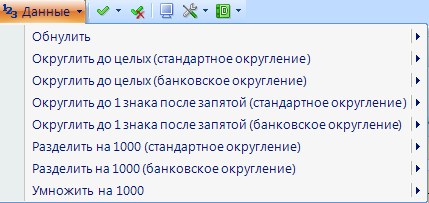 123 Данные
Обнулить
Округлить до целых (стандартное округление)
Округлить до целых (банковское округление)
Округлить до 1 знака после запятой (стандартное округление)
Округлить до 1 знака после запятой (банковское округление)
Разделить на 1000 (стандартное округление)
Разделить на 1000 (банковское округление)
Умножить на 1000